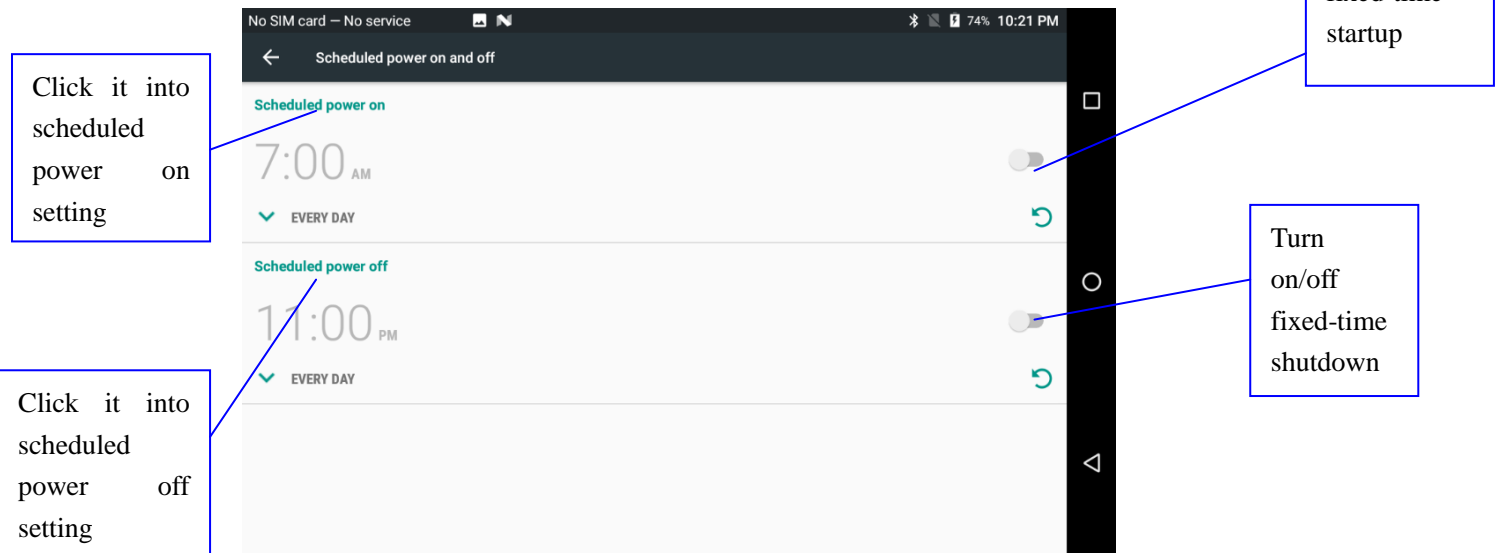 No SIM card — No service
74% 10:21 PM
Scheduled power on and off
Scheduled power on
7:00 AM
EVERY DAY
Scheduled power off
11:00 PM
EVERY DAY
Click it into
scheduled
power on
setting
Click it into
scheduled
power off
setting
fixed-time
startup
Turn
on/off
fixed-time
shutdown